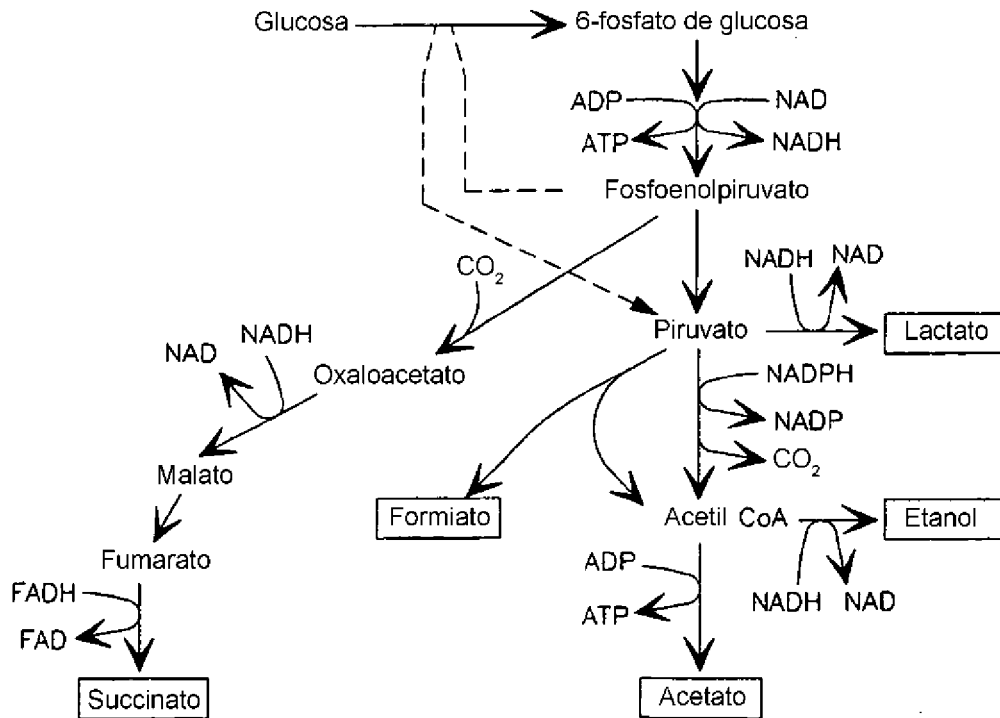 Glucosa
6-fosfato de glucosa
ADP
NAD
ATP
NADH
Fosfoenolpiruvato
CO2
NADH
NAD
Piruvato
Lactato
NAD
NADH
Oxaloacetato
NADPH
NADP
CO2
Malato
Formiato
Acetil CoA
Etanol
Fumarato
ADP
FADH
ATP
NADH
NAD
FAD
Succinato
Acetato